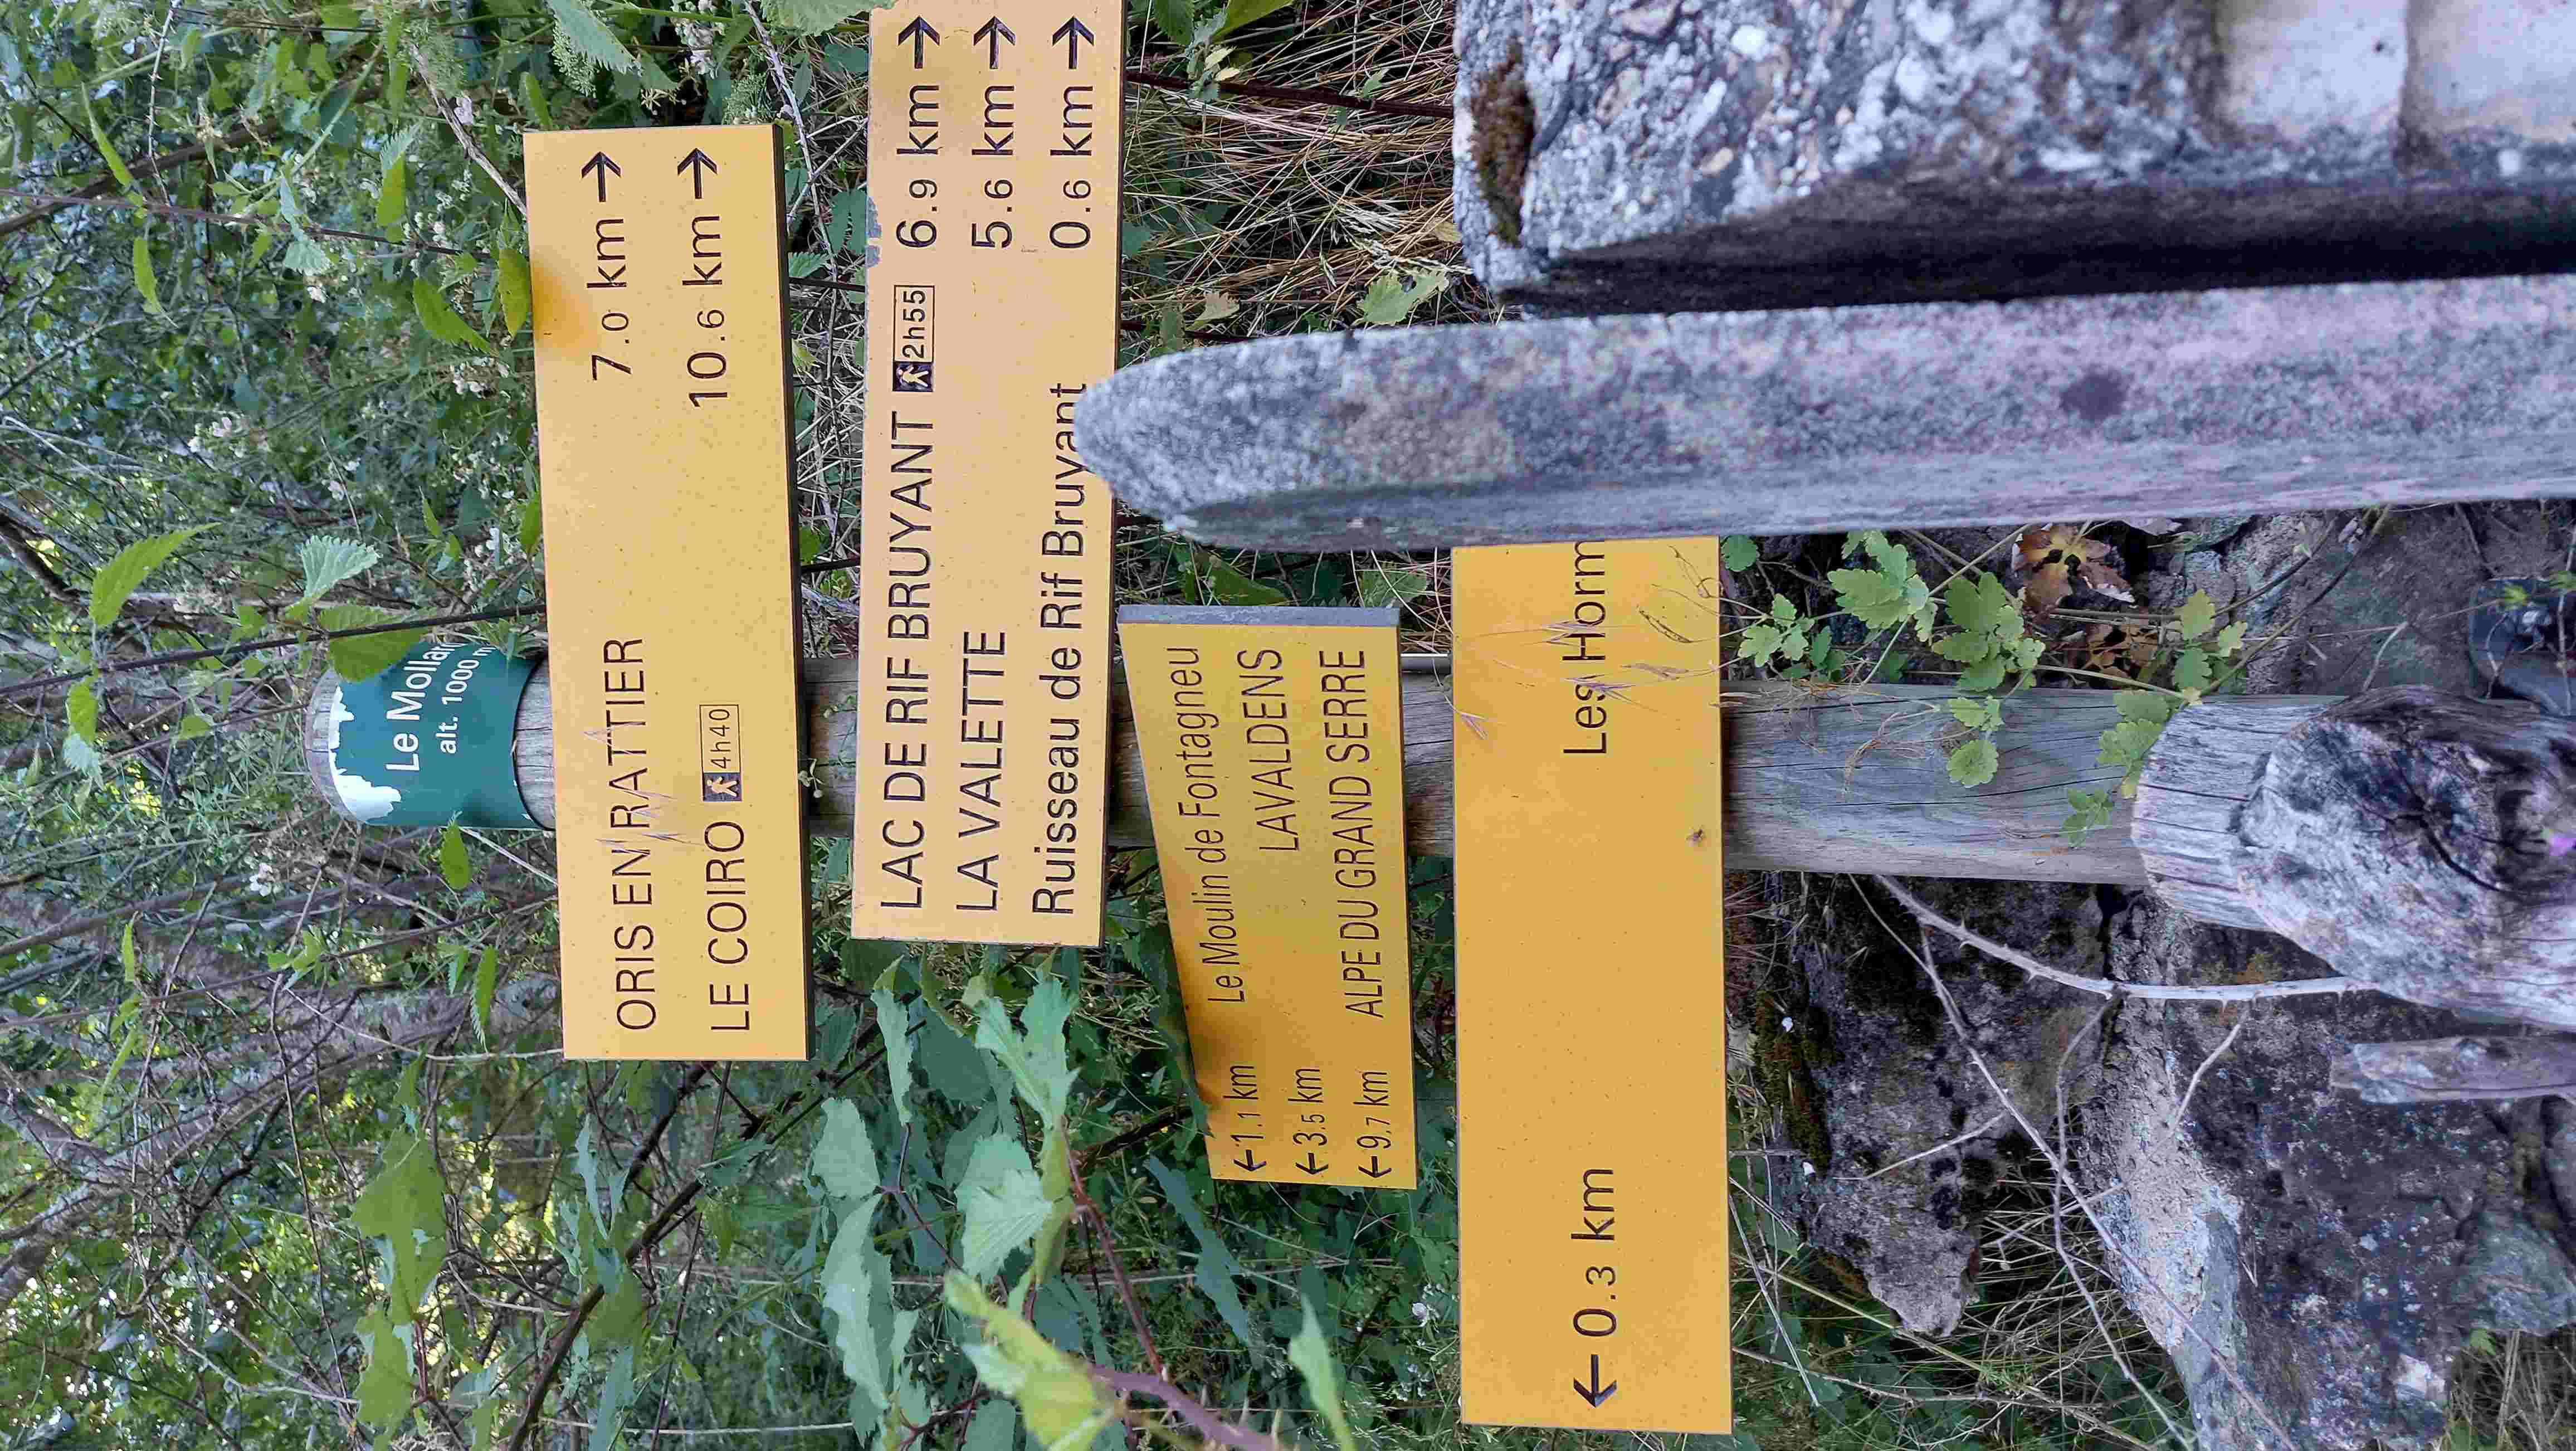 Le
alt. 1000 m
ORIS EN RATTIER 7.0 km →
LE COIRO 4h40 10.6 km →
LAC DE RIF BRUYANT 2h55 6.9 km →
LA VALETTE 5.6 km →
Ruisseau de Rif Bruyant 0.6 km →
← 1.1 km Le Moulin de Fontagneu
← 3.5 km LAVALDENS
← 9.7 km ALPE DU GRAND SERRE
← 0.3 km Les